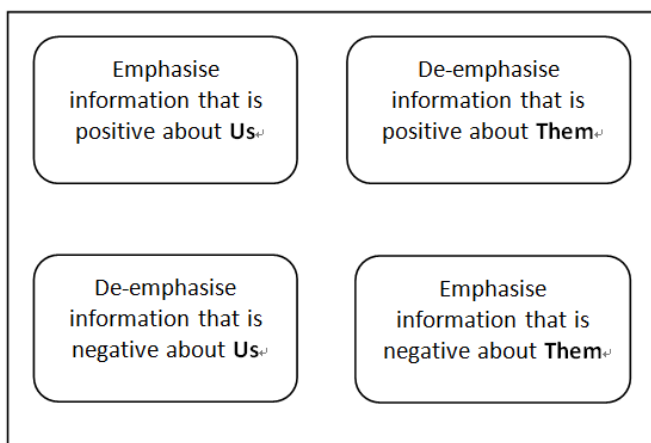 Emphasise
information that is
positive about Us
De-emphasise
information that is
positive about Them
De-emphasise
information that is
negative about Us
Emphasise
information that is
negative about Them